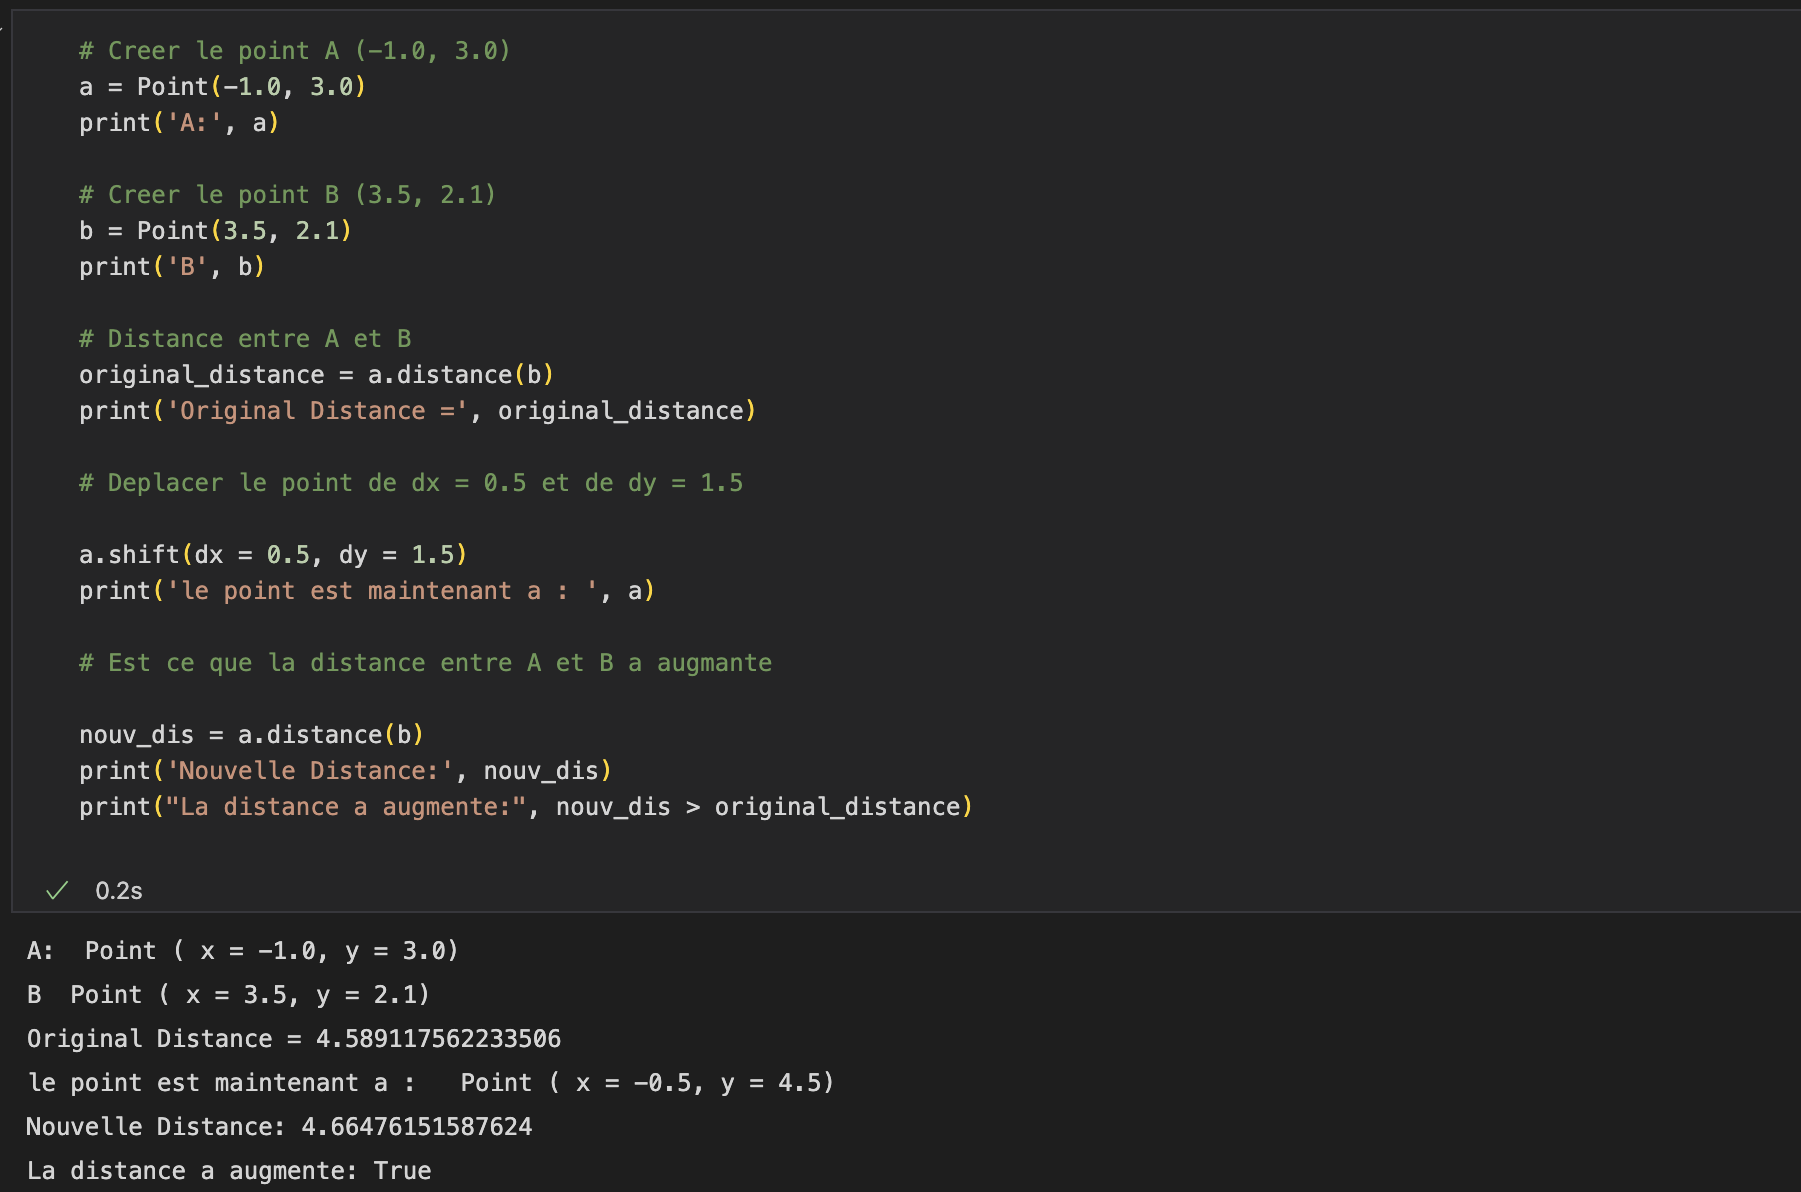 # Creer le point A (-1.0, 3.0)
a = Point(-1.0, 3.0)
print('A:', a)
# Creer le point B (3.5, 2.1)
b = Point(3.5, 2.1)
print('B', b)
# Distance entre A et B
original_distance = a.distance(b)
print('Original Distance =', original_distance)
# Deplacer le point de dx = 0.5 et de dy = 1.5
a.shift(dx = 0.5, dy = 1.5)
print('le point est maintenant a : ', a)
# Est ce que la distance entre A et B a augmante
nouv_dis = a.distance(b)
print('Nouvelle Distance:', nouv_dis)
print("La distance a augmente:", nouv_dis > original_distance)
✓ 0.2s
A:  Point ( x = -1.0, y = 3.0)
B  Point ( x = 3.5, y = 2.1)
Original Distance = 4.589117562233506
le point est maintenant a :   Point ( x = -0.5, y = 4.5)
Nouvelle Distance: 4.66476151587624
La distance a augmente: True